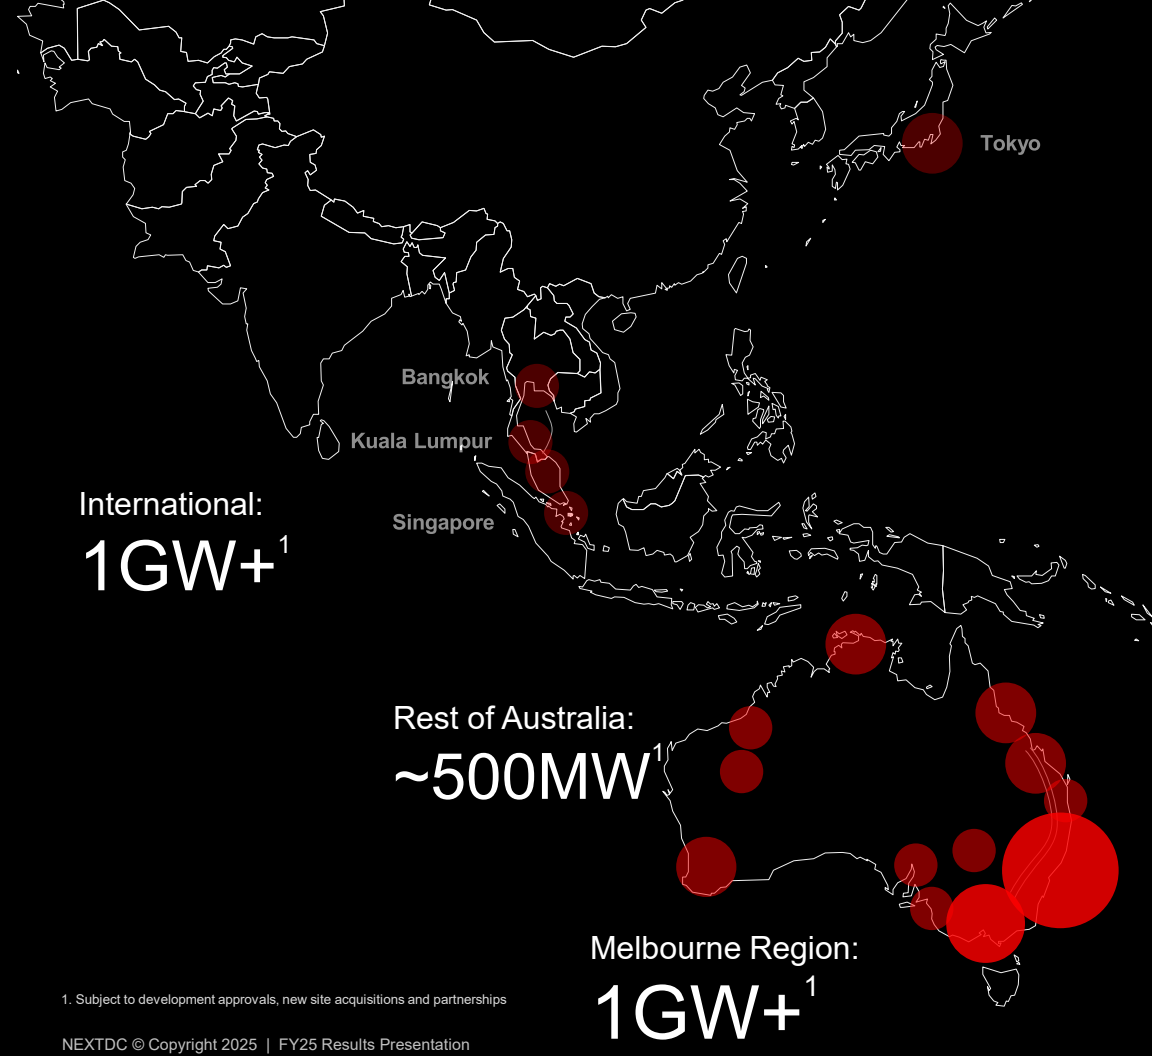 Tokyo
Bangkok
Kuala Lumpur
Singapore
International:
1GW+1
Rest of Australia:
~500MW1
Melbourne Region:
1GW+1
1. Subject to development approvals, new site acquisitions and partnerships
NEXTDC © Copyright 2025 | FY25 Results Presentation